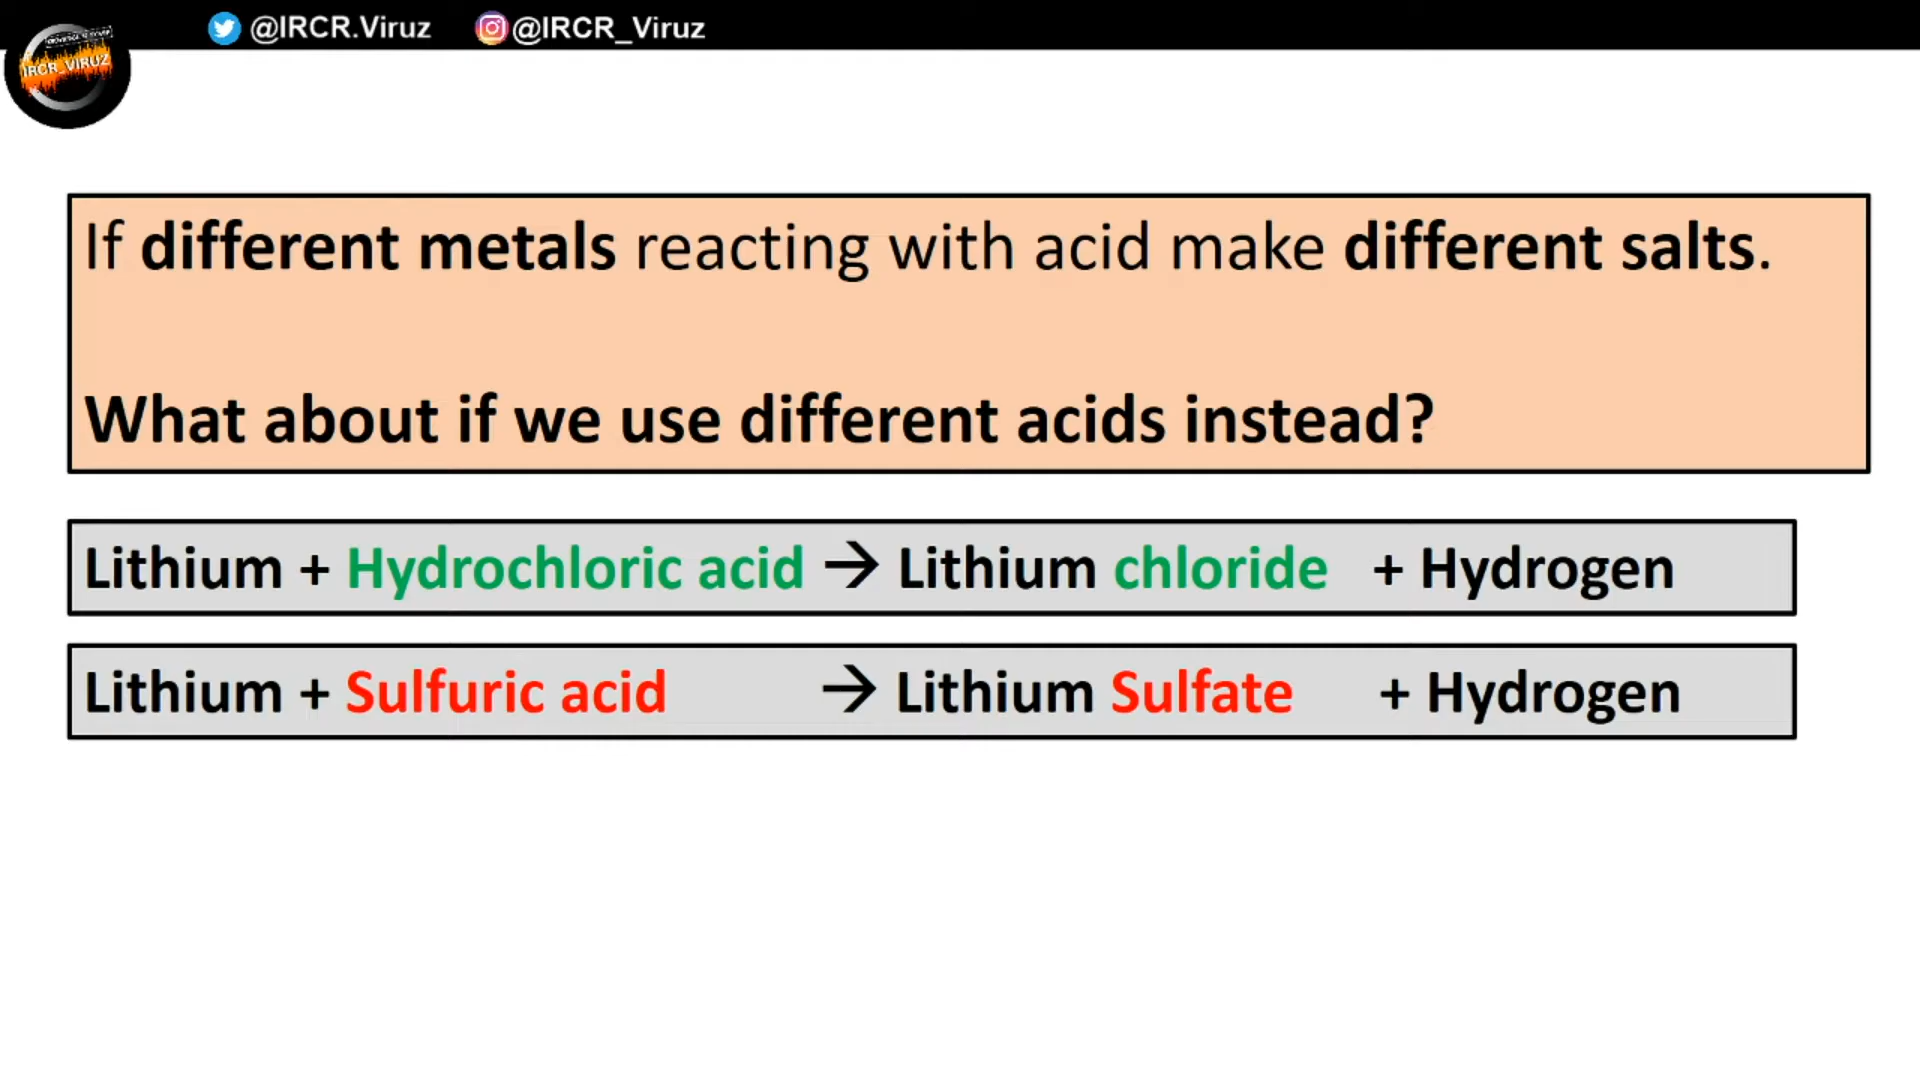 @IRCR.Viruz @IRCR_Viruz
IRCR_VIRUZ
If different metals reacting with acid make different salts.
What about if we use different acids instead?
Lithium + Hydrochloric acid → Lithium chloride + Hydrogen
Lithium + Sulfuric acid → Lithium Sulfate + Hydrogen